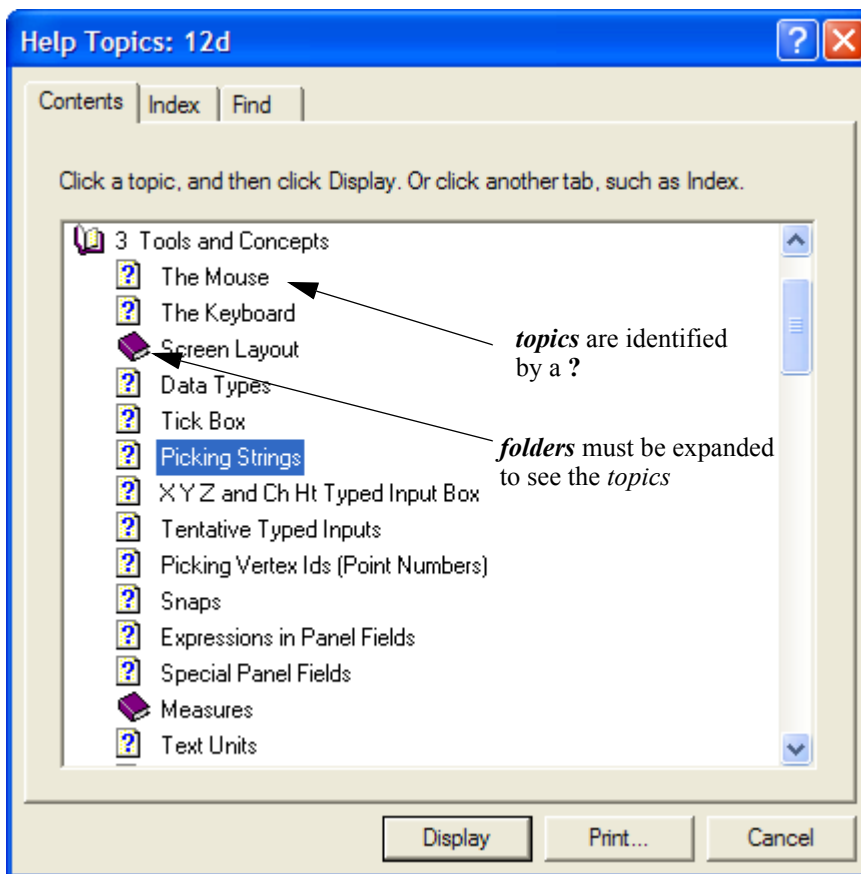 Help Topics: 12d
Contents Index Find
Click a topic, and then click Display. Or click another tab, such as Index.
3 Tools and Concepts
? The Mouse
? The Keyboard
Screen Layout
? Data Types
? Tick Box
? Picking Strings
? X Y Z and Ch Ht Typed Input Box
? Tentative Typed Inputs
? Picking Vertex Ids (Point Numbers)
? Snaps
? Expressions in Panel Fields
? Special Panel Fields
Measures
? Text Units
topics are identified
by a ?
folders must be expanded
to see the topics
Display Print... Cancel